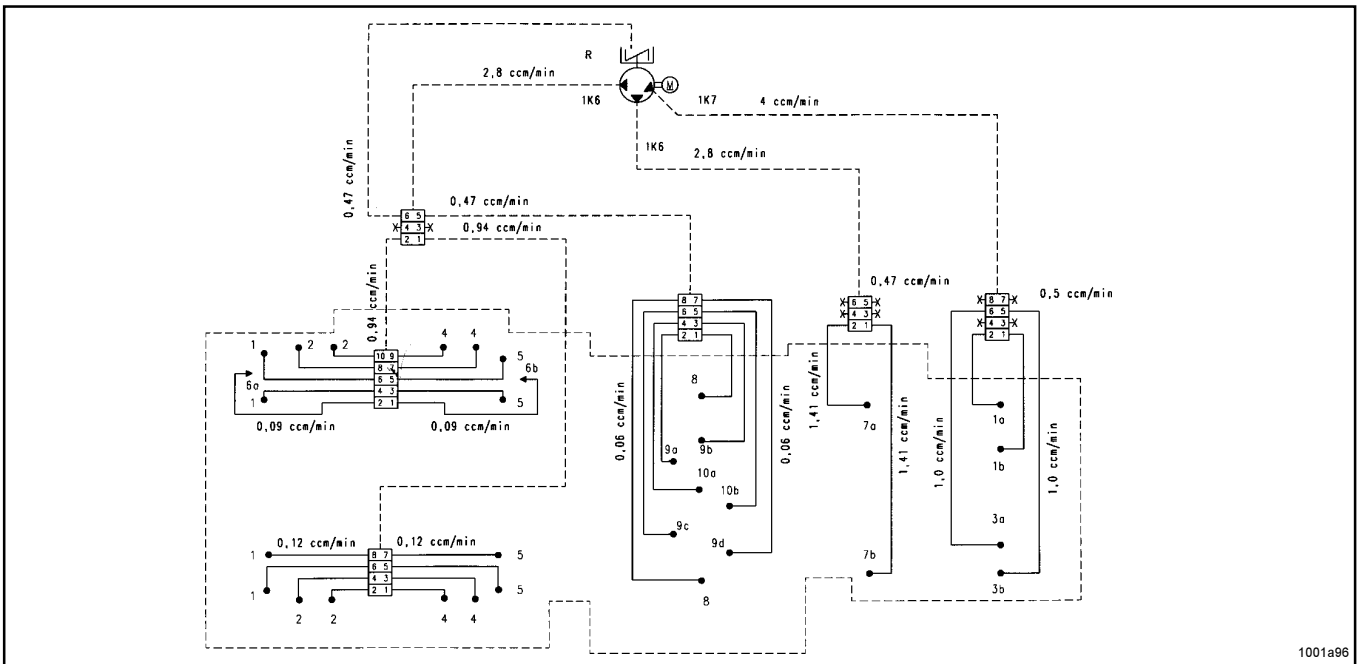 R
M
2,8 ccm/min
1K6
1K7
4 ccm/min
1K6
2,8 ccm/min
0,47 ccm/min
6 5
X 4 3 X
2 1
0,47 ccm/min
0,94 ccm/min
0,94 ccm/min
8 7
6 5
4 3
2 1
0,47 ccm/min
X 6 5 X
X 4 3 X
2 1
X 8 7 X
6 5
X 4 3 X
2 1
0,5 ccm/min
1 2 2
4 4
5
6a
6b
10 9
8 7
6 5
4 3
2 1
1
5
0,09 ccm/min
0,09 ccm/min
0,06 ccm/min
8
9a
9b
10a
10b
9c
9d
8
0,06 ccm/min
1,41 ccm/min
7a
1,41 ccm/min
7b
1,0 ccm/min
1a
1b
3a
3b
1,0 ccm/min
1
0,12 ccm/min
8 7
6 5
4 3
2 1
0,12 ccm/min
5
1
5
2 2
4 4
1001a96